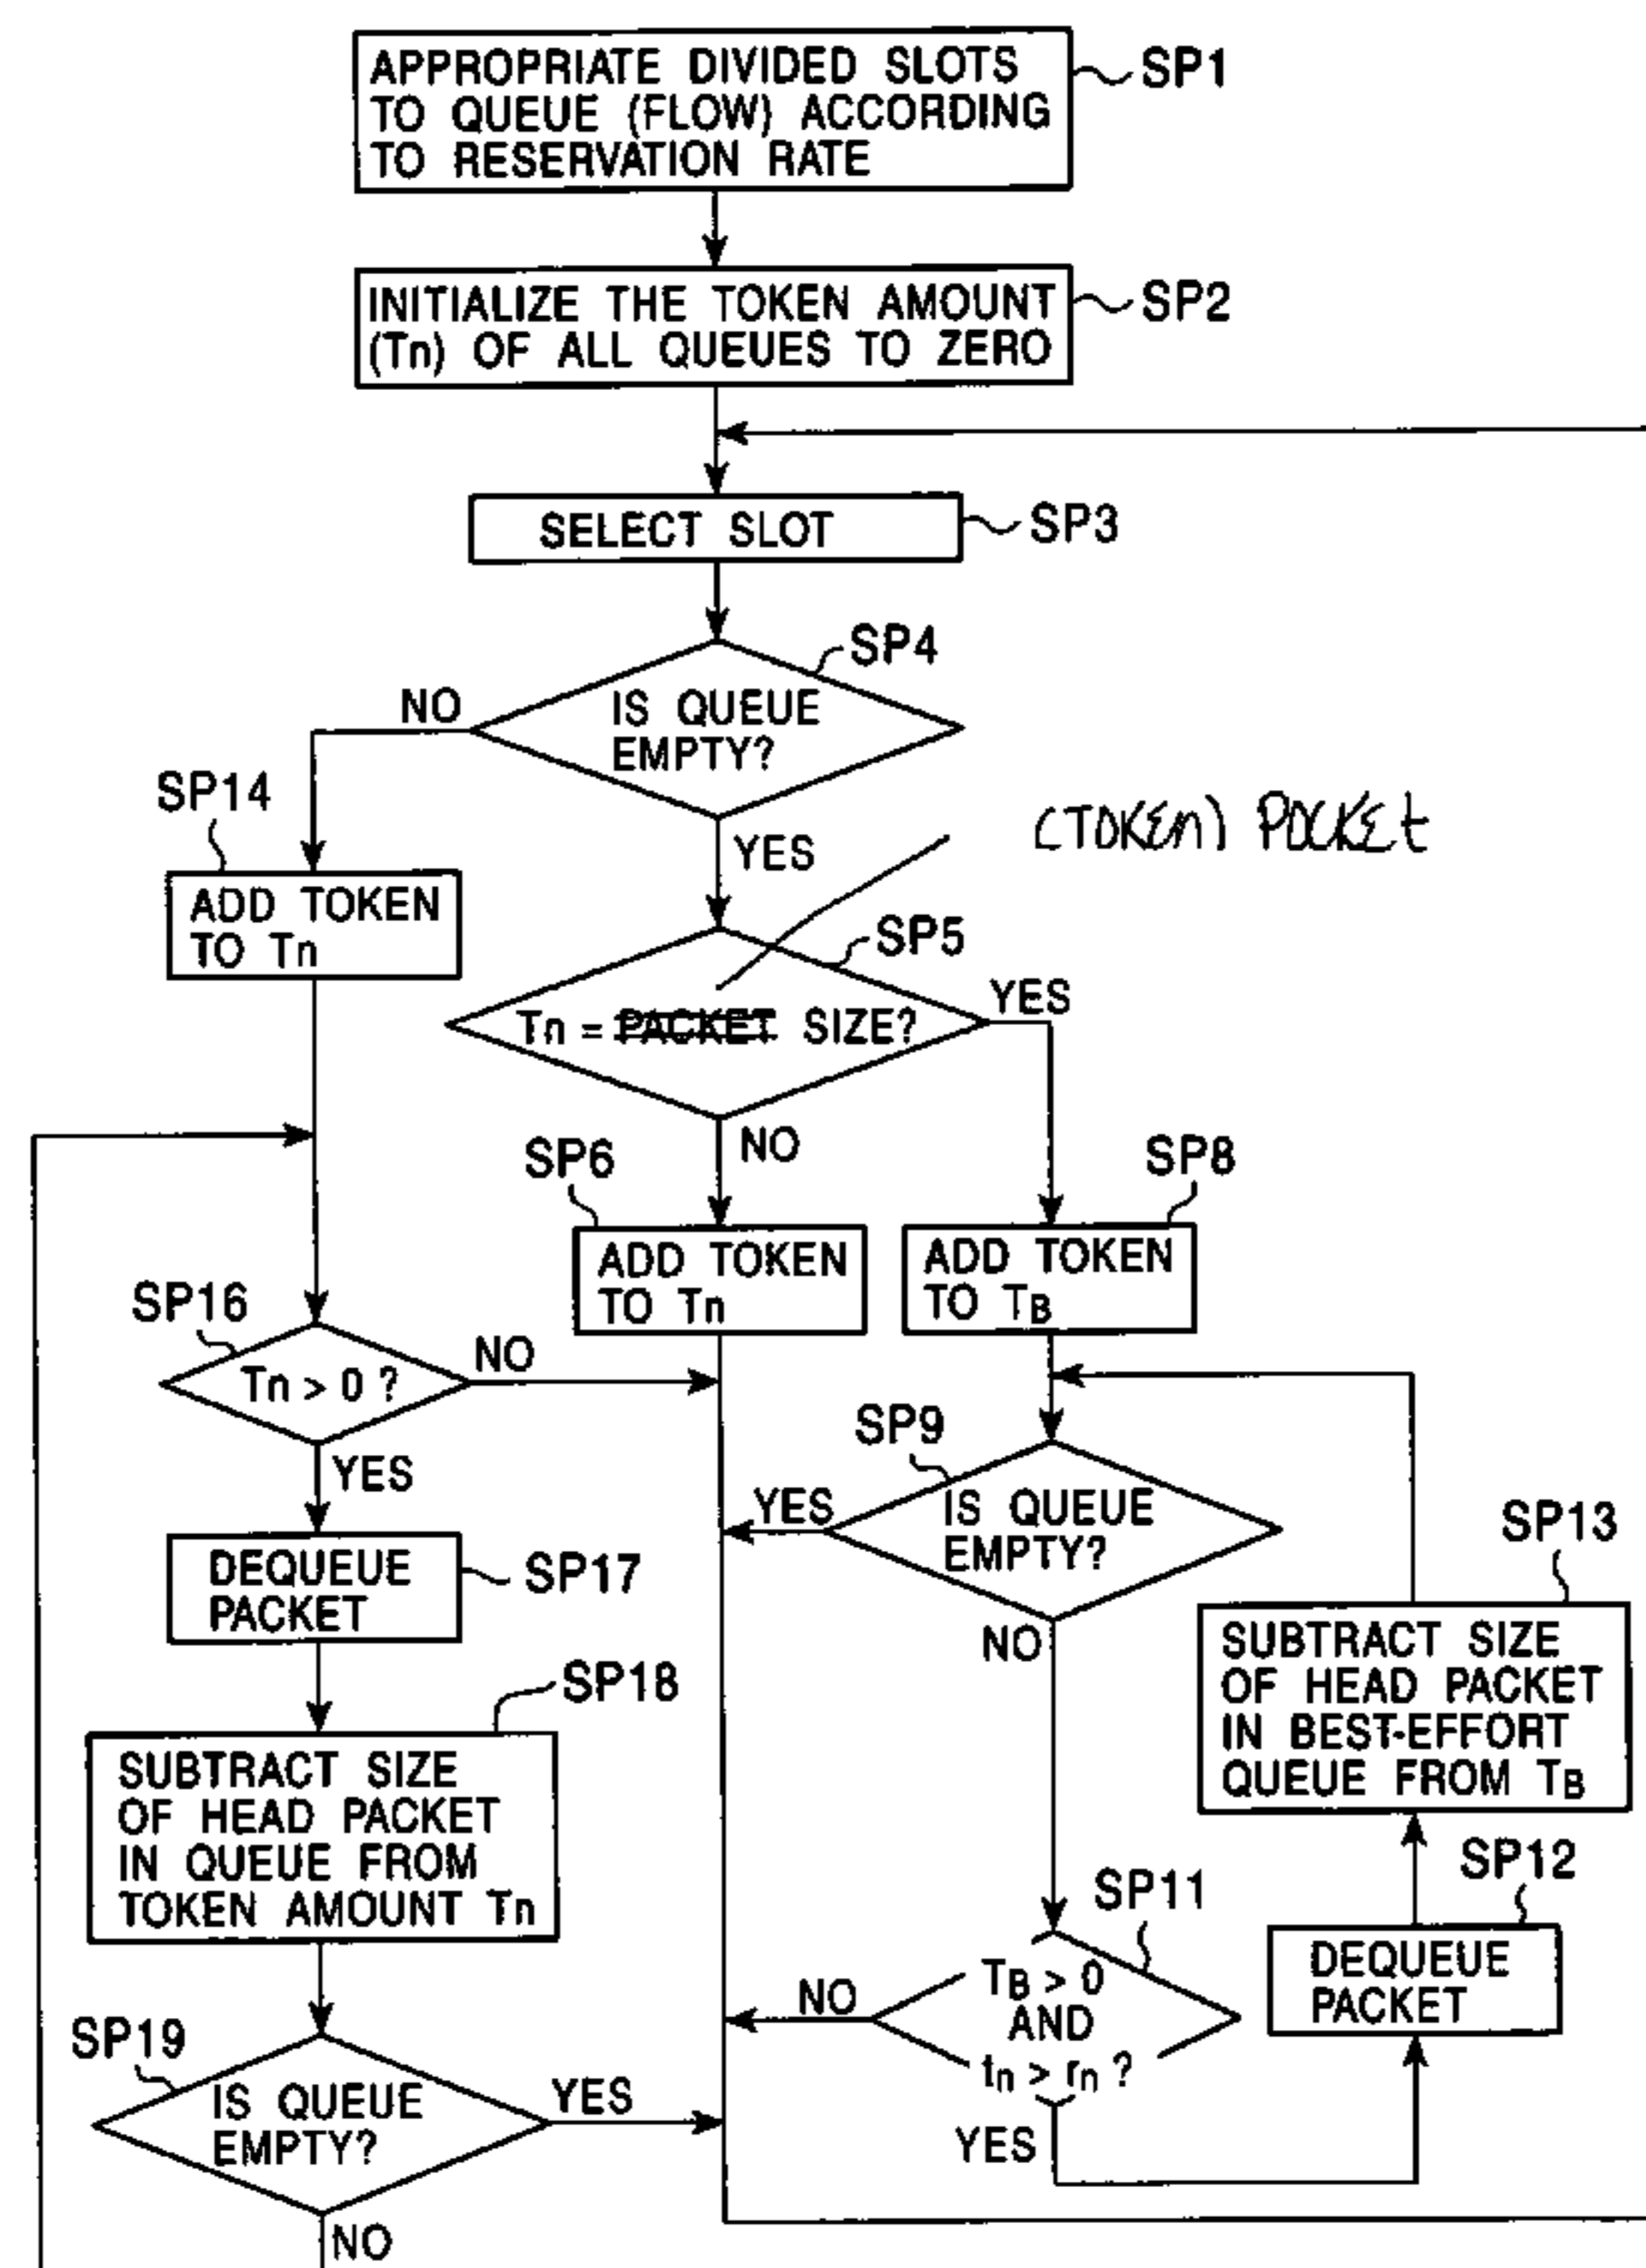 APPROPRIATE DIVIDED SLOTS
TO QUEUE (FLOW) ACCORDING
TO RESERVATION RATE
SP1
INITIALIZE THE TOKEN AMOUNT
(Tn) OF ALL QUEUES TO ZERO
SP2
SELECT SLOT
SP3
SP4
IS QUEUE
EMPTY?
NO
YES
SP14
ADD TOKEN
TO Tn
(TOKEN) POCKET
SP5
Tn = PACKET SIZE?
YES
NO
SP6
ADD TOKEN
TO Tn
SP8
ADD TOKEN
TO TB
SP16
Tn > 0 ?
NO
YES
SP9
IS QUEUE
EMPTY?
YES
NO
SP13
SUBTRACT SIZE
OF HEAD PACKET
IN BEST-EFFORT
QUEUE FROM TB
DEQUEUE
PACKET
SP17
SP18
SUBTRACT SIZE
OF HEAD PACKET
IN QUEUE FROM
TOKEN AMOUNT Tn
SP11
TB > 0
AND
tn > rn ?
NO
YES
SP12
DEQUEUE
PACKET
SP19
IS QUEUE
EMPTY?
YES
NO